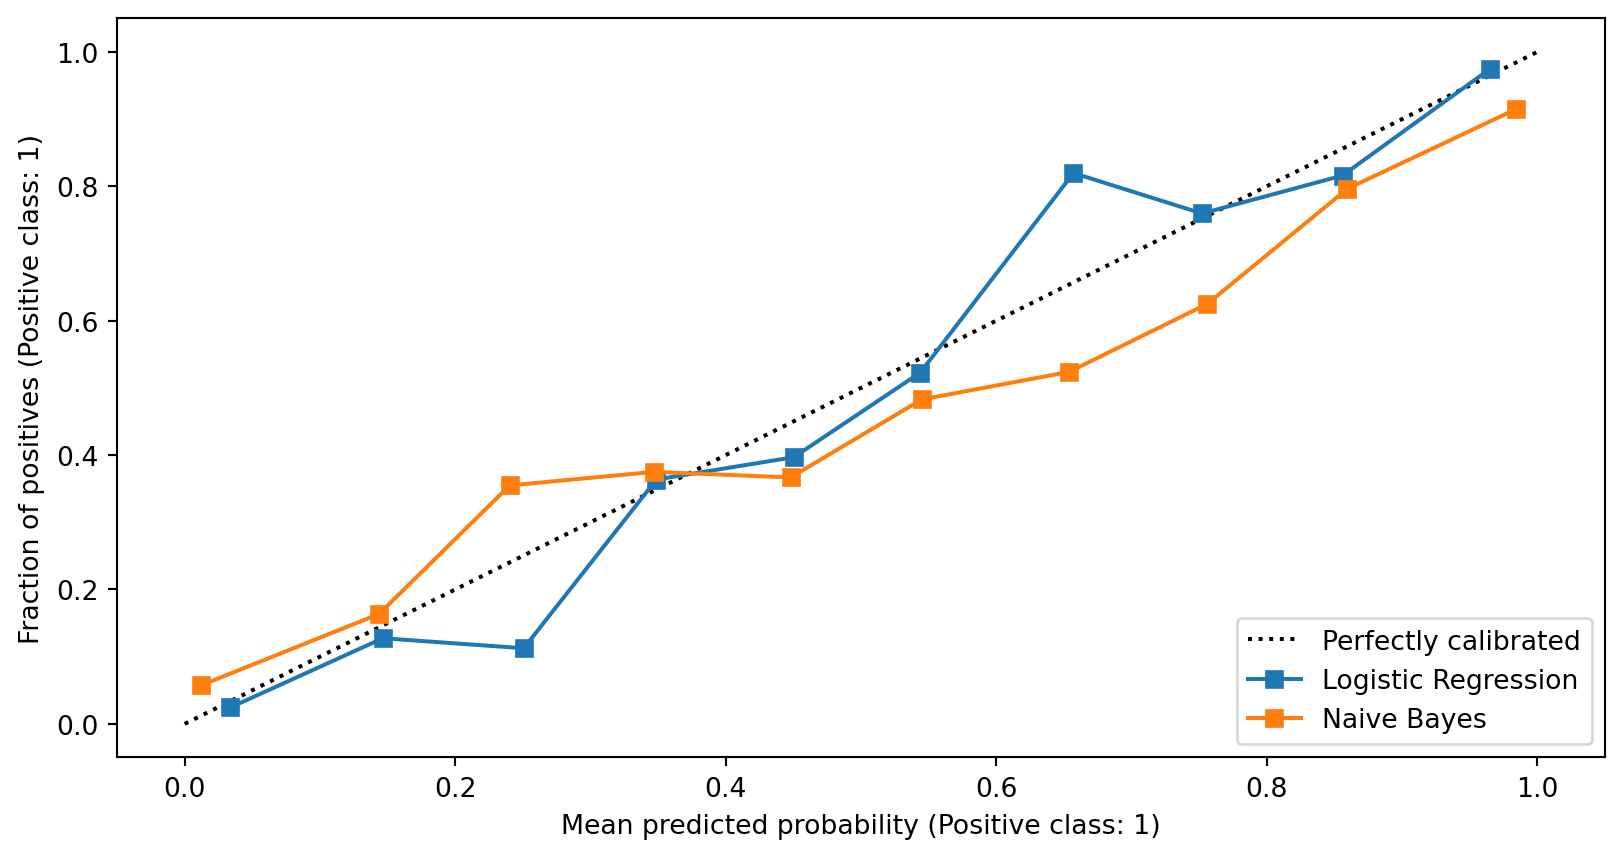 Fraction of positives (Positive class: 1)
1.0
0.8
0.6
0.4
0.2
0.0
0.0 0.2 0.4 0.6 0.8 1.0
Mean predicted probability (Positive class: 1)
Perfectly calibrated
Logistic Regression
Naive Bayes